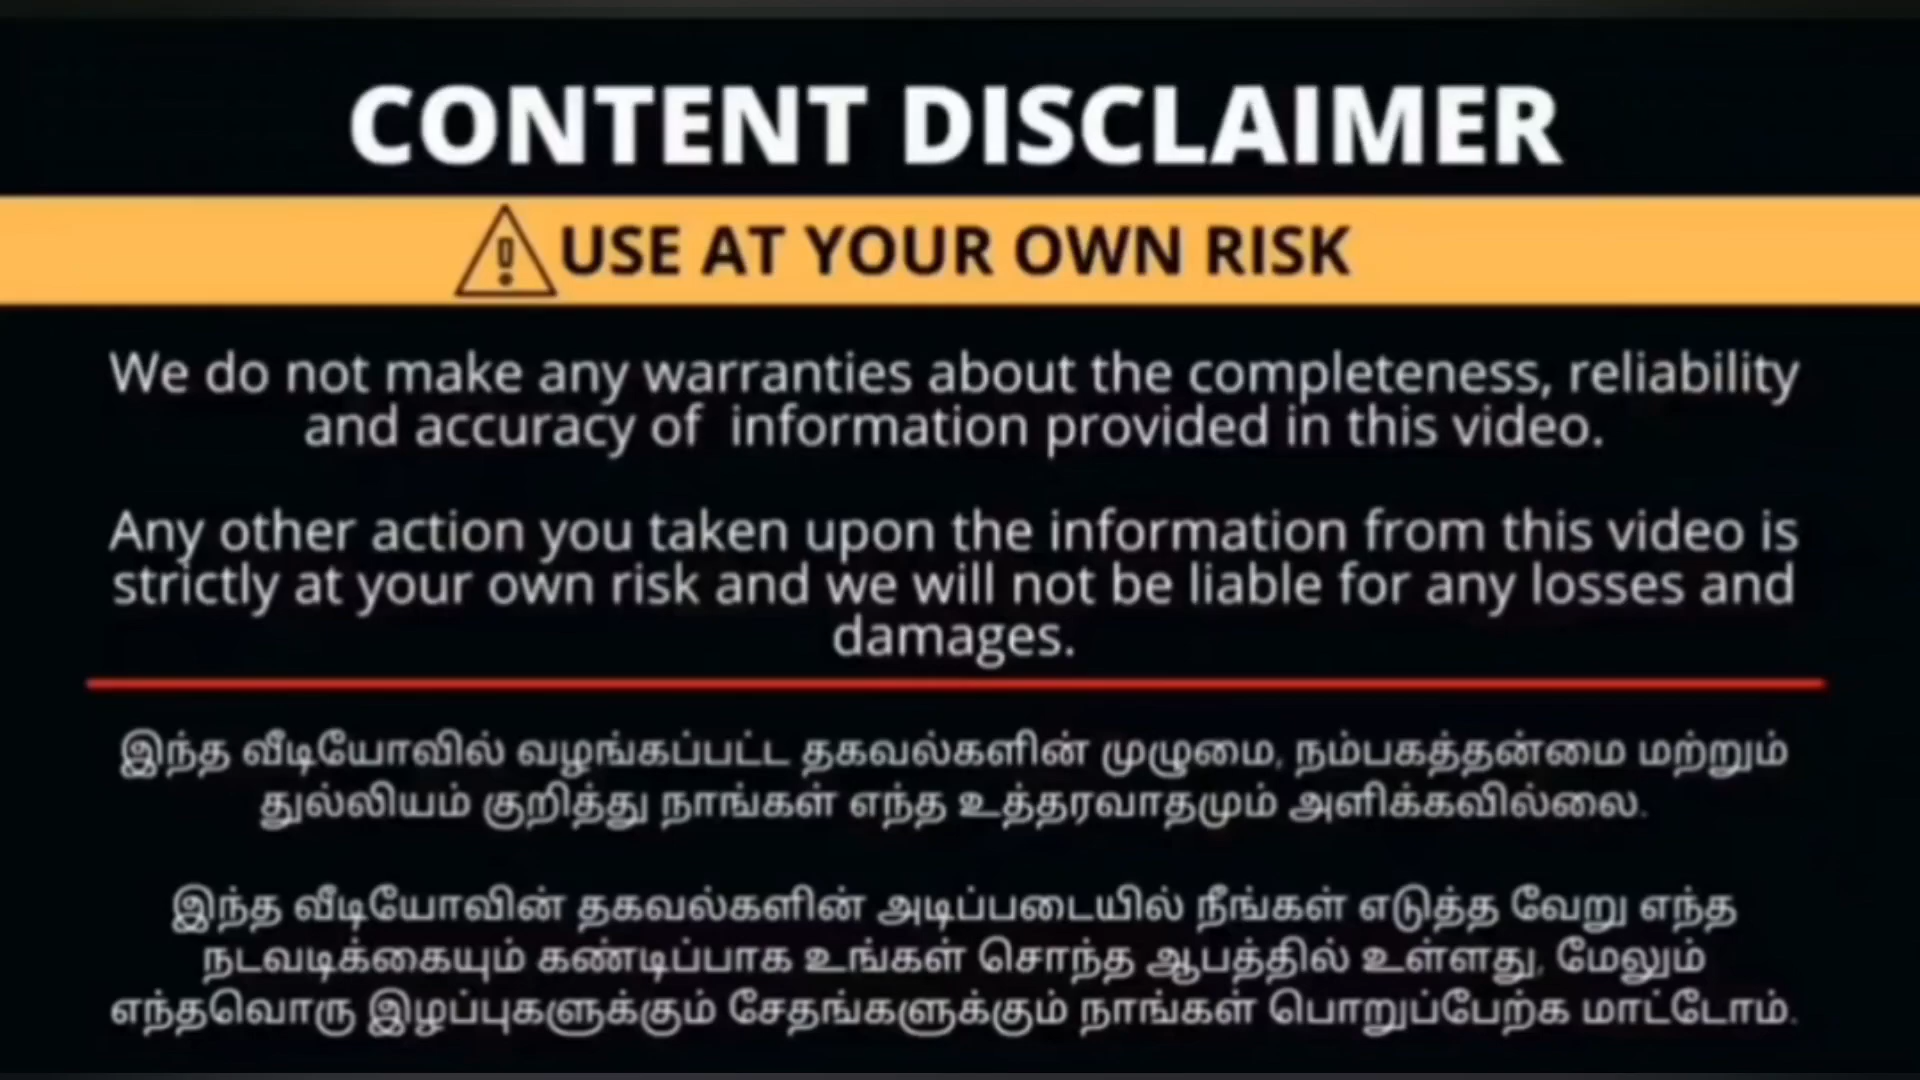 CONTENT DISCLAIMER
USE AT YOUR OWN RISK
We do not make any warranties about the completeness, reliability
and accuracy of information provided in this video.
Any other action you taken upon the information from this video is
strictly at your own risk and we will not be liable for any losses and
damages.
இந்த வீடியோவில் வழங்கப்பட்ட தகவல்களின் முழுமை, நம்பகத்தன்மை மற்றும்
துல்லியம் குறித்து நாங்கள் எந்த உத்தரவாதமும் அளிக்கவில்லை.
இந்த வீடியோவின் தகவல்களின் அடிப்படையில் நீங்கள் எடுத்த வேறு எந்த
நடவடிக்கையும் கண்டிப்பாக உங்கள் சொந்த ஆபத்தில் உள்ளது, மேலும்
எந்தவொரு இழப்புகளுக்கும் சேதங்களுக்கும் நாங்கள் பொறுப்பேற்க மாட்டோம்.